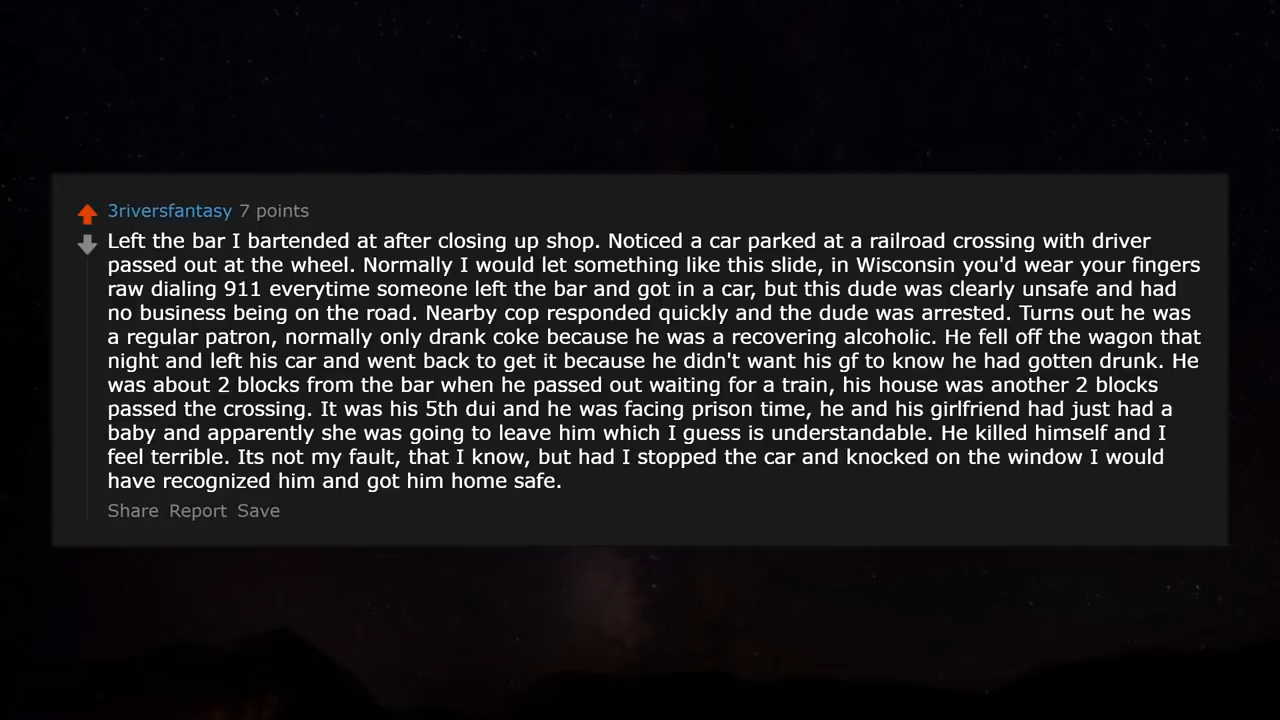 3riversfantasy 7 points
Left the bar I bartended at after closing up shop. Noticed a car parked at a railroad crossing with driver
passed out at the wheel. Normally I would let something like this slide, in Wisconsin you'd wear your fingers
raw dialing 911 everytime someone left the bar and got in a car, but this dude was clearly unsafe and had
no business being on the road. Nearby cop responded quickly and the dude was arrested. Turns out he was
a regular patron, normally only drank coke because he was a recovering alcoholic. He fell off the wagon that
night and left his car and went back to get it because he didn't want his gf to know he had gotten drunk. He
was about 2 blocks from the bar when he passed out waiting for a train, his house was another 2 blocks
passed the crossing. It was his 5th dui and he was facing prison time, he and his girlfriend had just had a
baby and apparently she was going to leave him which I guess is understandable. He killed himself and I
feel terrible. Its not my fault, that I know, but had I stopped the car and knocked on the window I would
have recognized him and got him home safe.
Share Report Save